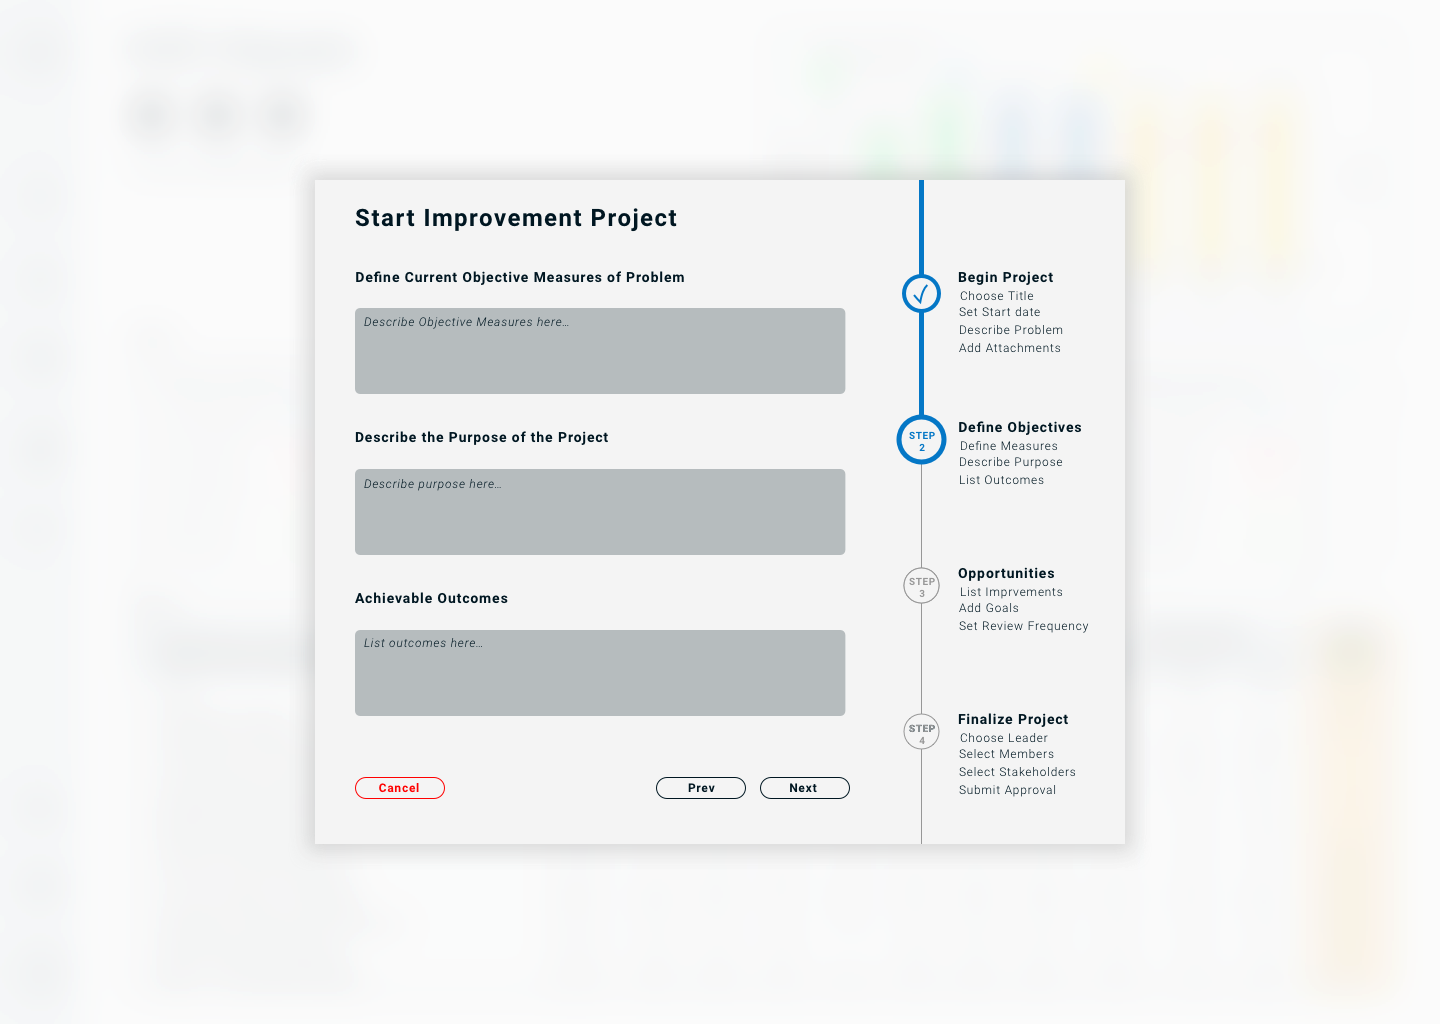 Start Improvement Project
Define Current Objective Measures of Problem
Describe Objective Measures here…
Describe the Purpose of the Project
Describe purpose here…
Achievable Outcomes
List outcomes here…
Cancel
Prev
Next
Begin Project
Choose Title
Set Start date
Describe Problem
Add Attachments
STEP
2
Define Objectives
Define Measures
Describe Purpose
List Outcomes
STEP
3
Opportunities
List Imprvements
Add Goals
Set Review Frequency
STEP
4
Finalize Project
Choose Leader
Select Members
Select Stakeholders
Submit Approval